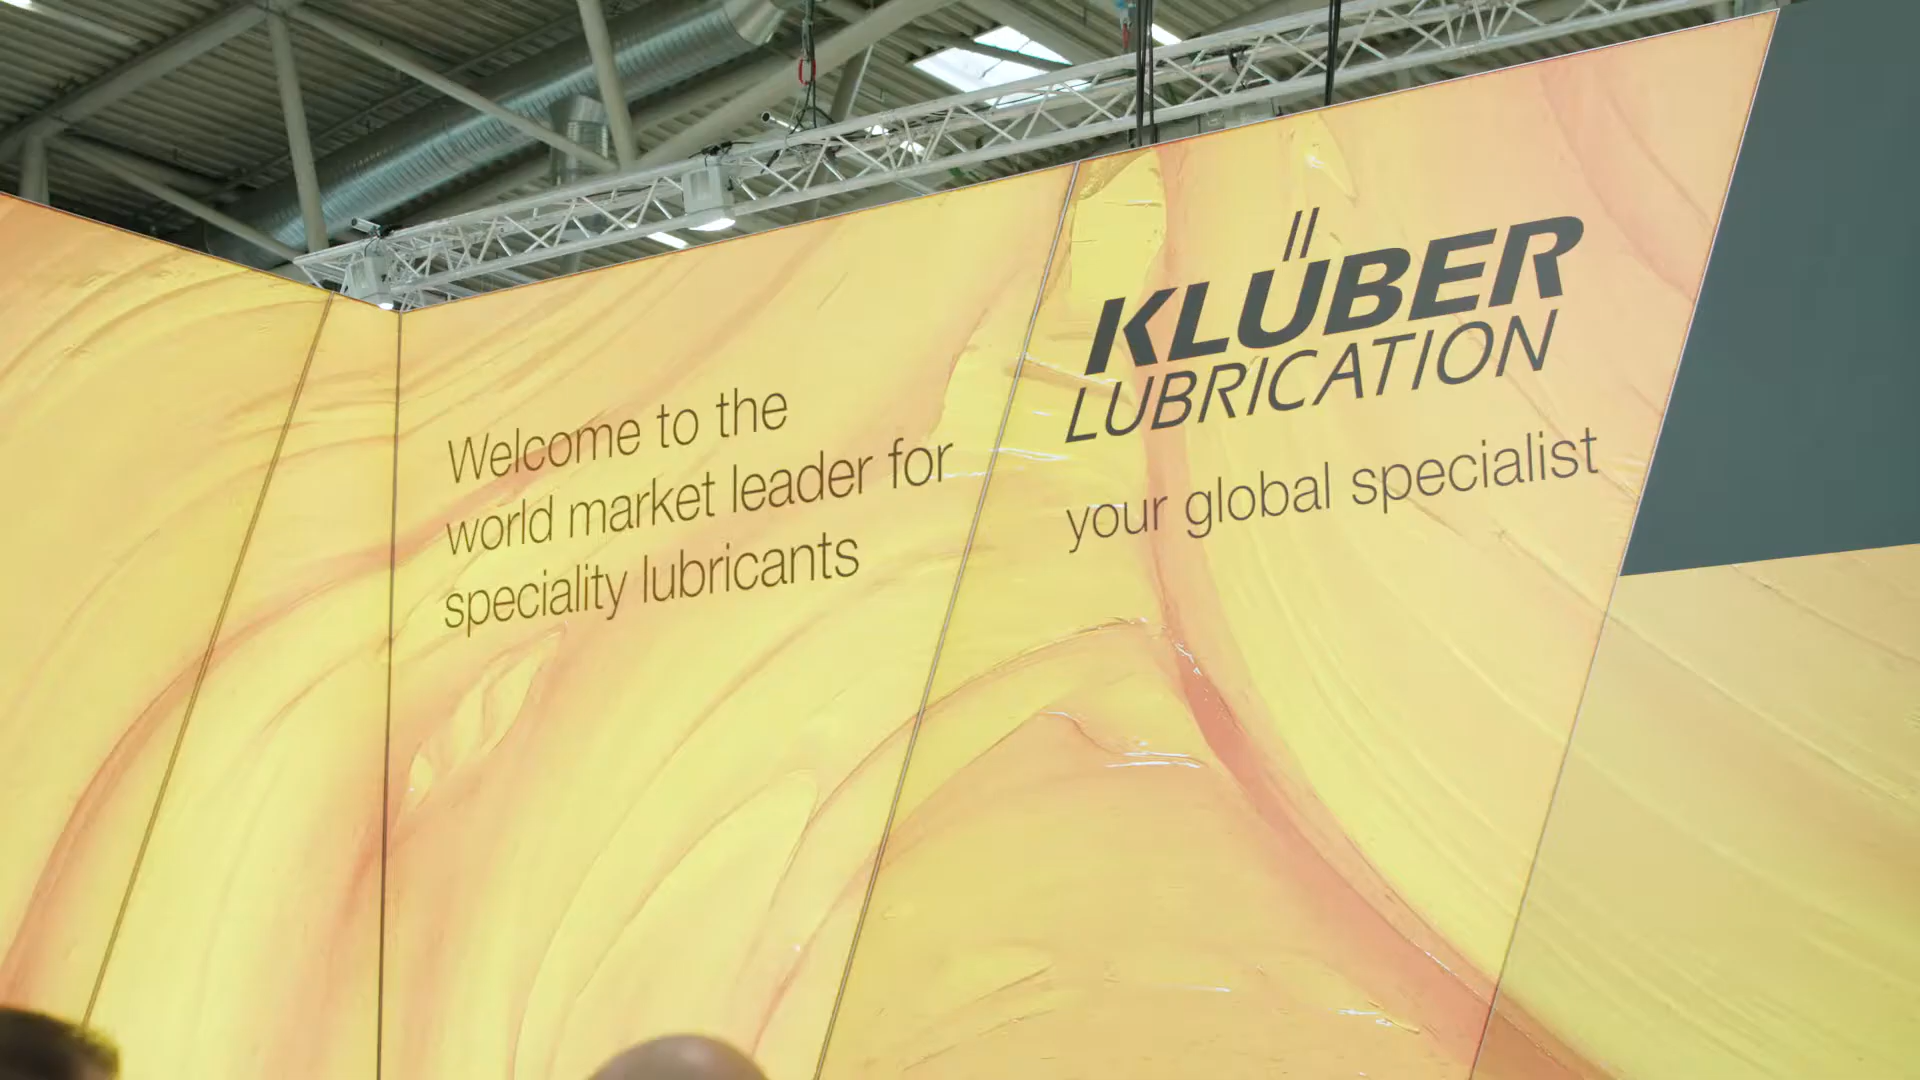 Welcome to the
world market leader for
speciality lubricants
KLÜBER
LUBRICATION
your global specialist